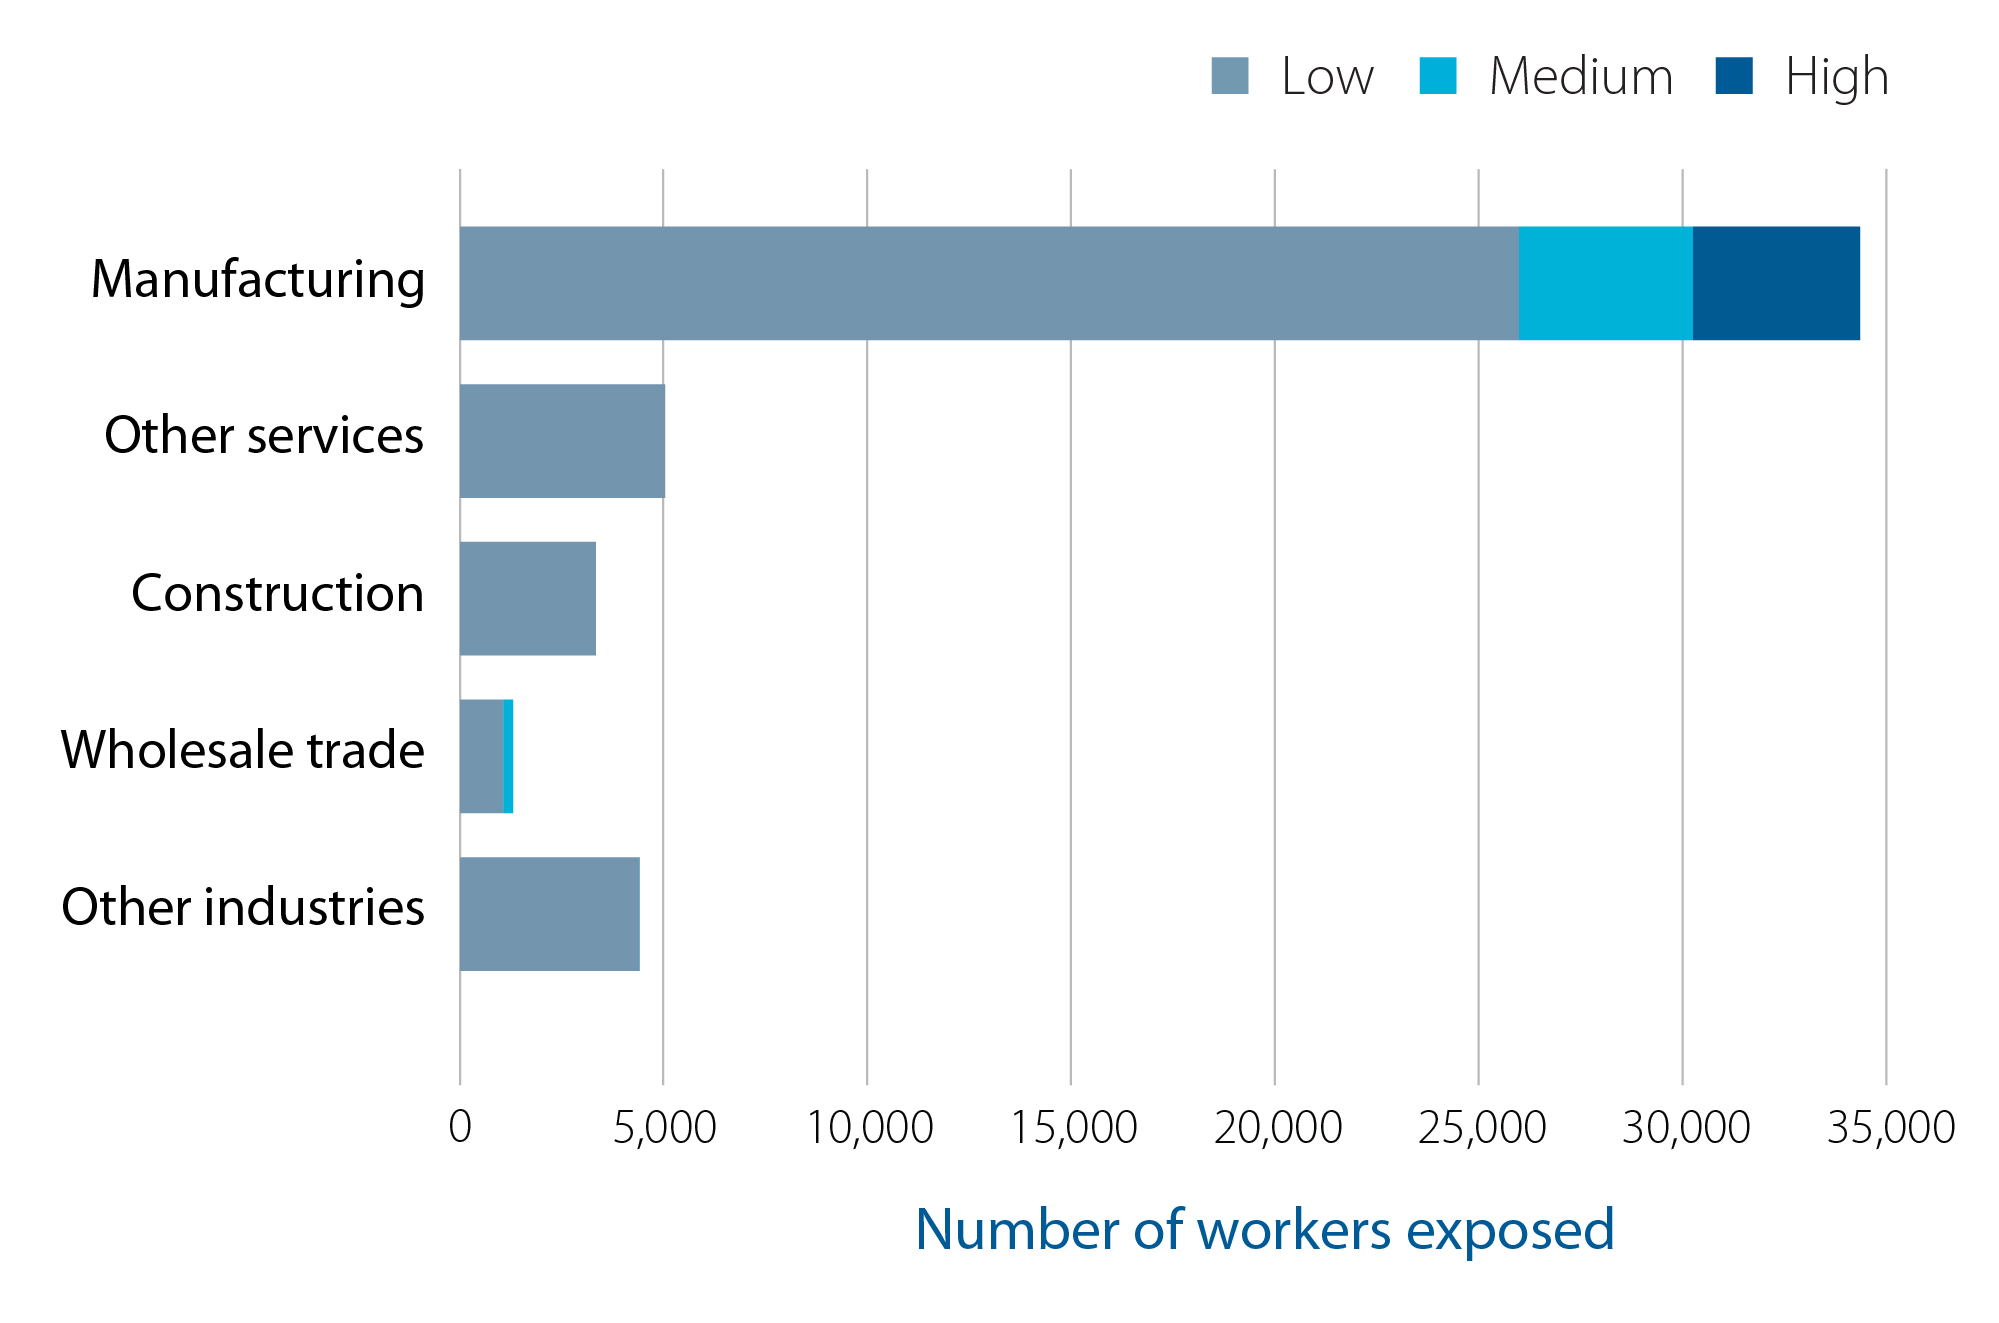 Low Medium High
Manufacturing
Other services
Construction
Wholesale trade
Other industries
0 5,000 10,000 15,000 20,000 25,000 30,000 35,000
Number of workers exposed